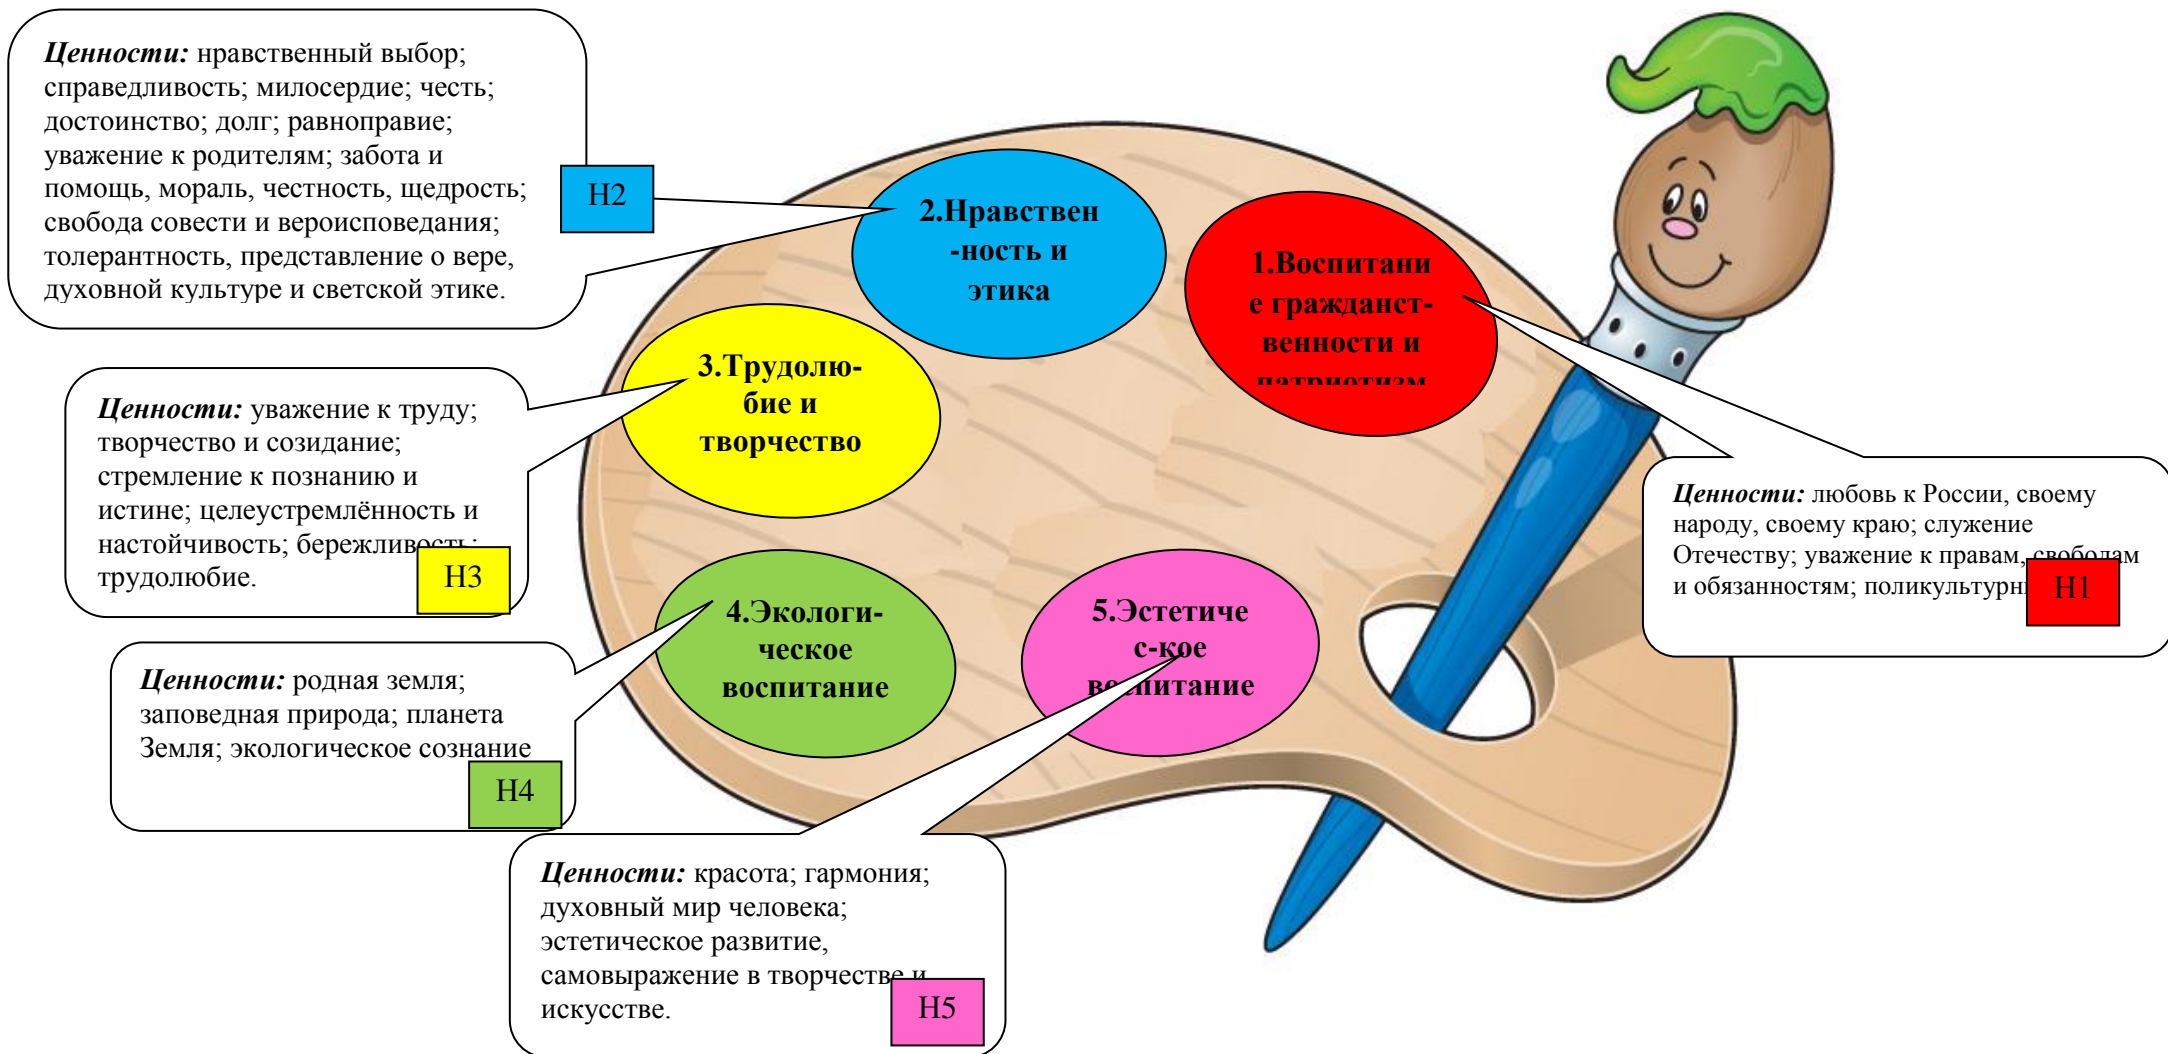 Ценности: нравственный выбор;
справедливость; милосердие; честь;
достоинство; долг; равноправие;
уважение к родителям; забота и
помощь, мораль, честность, щедрость;
свобода совести и вероисповедания;
толерантность, представление о вере,
духовной культуре и светской этике.
Н2
2.Нравствен
-ность и
этика
1.Воспитани
е гражданст-
венности и
патриотизм
3.Трудолю-
бие и
творчество
Ценности: уважение к труду;
творчество и созидание;
стремление к познанию и
истине; целеустремлённость и
настойчивость; бережливость;
трудолюбие.
Н3
Ценности: любовь к России, своему
народу, своему краю; служение
Отечеству; уважение к правам, свободам
и обязанностям;
Н1
4.Экологи-
ческое
воспитание
5.Эстетиче
с-кое
воспитание
Ценности: родная земля;
заповедная природа; планета
Земля; экологическое сознание
Н4
Ценности: красота; гармония;
духовный мир человека;
эстетическое развитие,
самовыражение в творчестве и
искусстве.
Н5